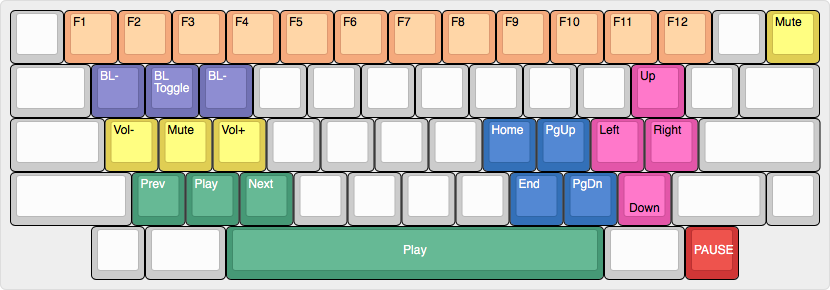 F1 F2 F3 F4 F5 F6 F7 F8 F9 F10 F11 F12 Mute
BL- BL Toggle BL- Up
Vol- Mute Vol+ Home PgUp Left Right
Prev Play Next End PgDn Down
Play PAUSE